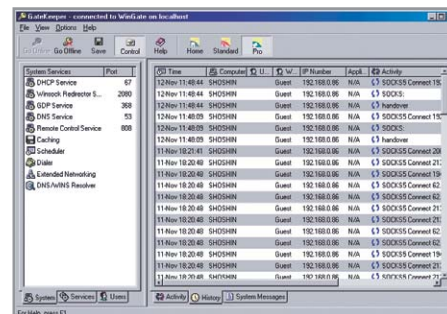 GateKeeper - connected to WinGate on localhost
File View Options Help
Go Online Go Offline Save Control Help Home Standard Pro
System Services Port
DHCP Service 67
Winsock Redirector S... 2080
GDP Service 368
DNS Service 53
Remote Control Service 808
Caching
Scheduler
Dialer
Extended Networking
DNS/WINS Resolver
Time Computer U... W... IP Number Appli... Activity
12-Nov 11:48:44 SHOSHIN Guest 192.168.0.86 N/A SOCKS5 Connect
12-Nov 11:48:44 SHOSHIN Guest 192.168.0.86 N/A SOCKS:
12-Nov 11:48:44 SHOSHIN Guest 192.168.0.86 N/A handover
12-Nov 11:48:09 SHOSHIN Guest 192.168.0.86 N/A SOCKS5 Connect
12-Nov 11:48:09 SHOSHIN Guest 192.168.0.86 N/A SOCKS:
12-Nov 11:48:09 SHOSHIN Guest 192.168.0.86 N/A handover
11-Nov 18:21:41 SHOSHIN Guest 192.168.0.86 N/A SOCKS5 Connect
11-Nov 18:20:48 SHOSHIN Guest 192.168.0.86 N/A SOCKS5 Connect
11-Nov 18:20:48 SHOSHIN Guest 192.168.0.86 N/A SOCKS5 Connect
11-Nov 18:20:48 SHOSHIN Guest 192.168.0.86 N/A SOCKS5 Connect
11-Nov 18:20:48 SHOSHIN Guest 192.168.0.86 N/A SOCKS5 Connect
11-Nov 18:20:48 SHOSHIN Guest 192.168.0.86 N/A SOCKS5 Connect
11-Nov 18:20:48 SHOSHIN Guest 192.168.0.86 N/A SOCKS5 Connect
11-Nov 18:20:48 SHOSHIN Guest 192.168.0.86 N/A SOCKS5 Connect
11-Nov 18:20:48 SHOSHIN Guest 192.168.0.86 N/A SOCKS5 Connect
11-Nov 18:20:48 SHOSHIN Guest 192.168.0.86 N/A SOCKS5 Connect
System Services Users
Activity History System Messages
For Help, press F1